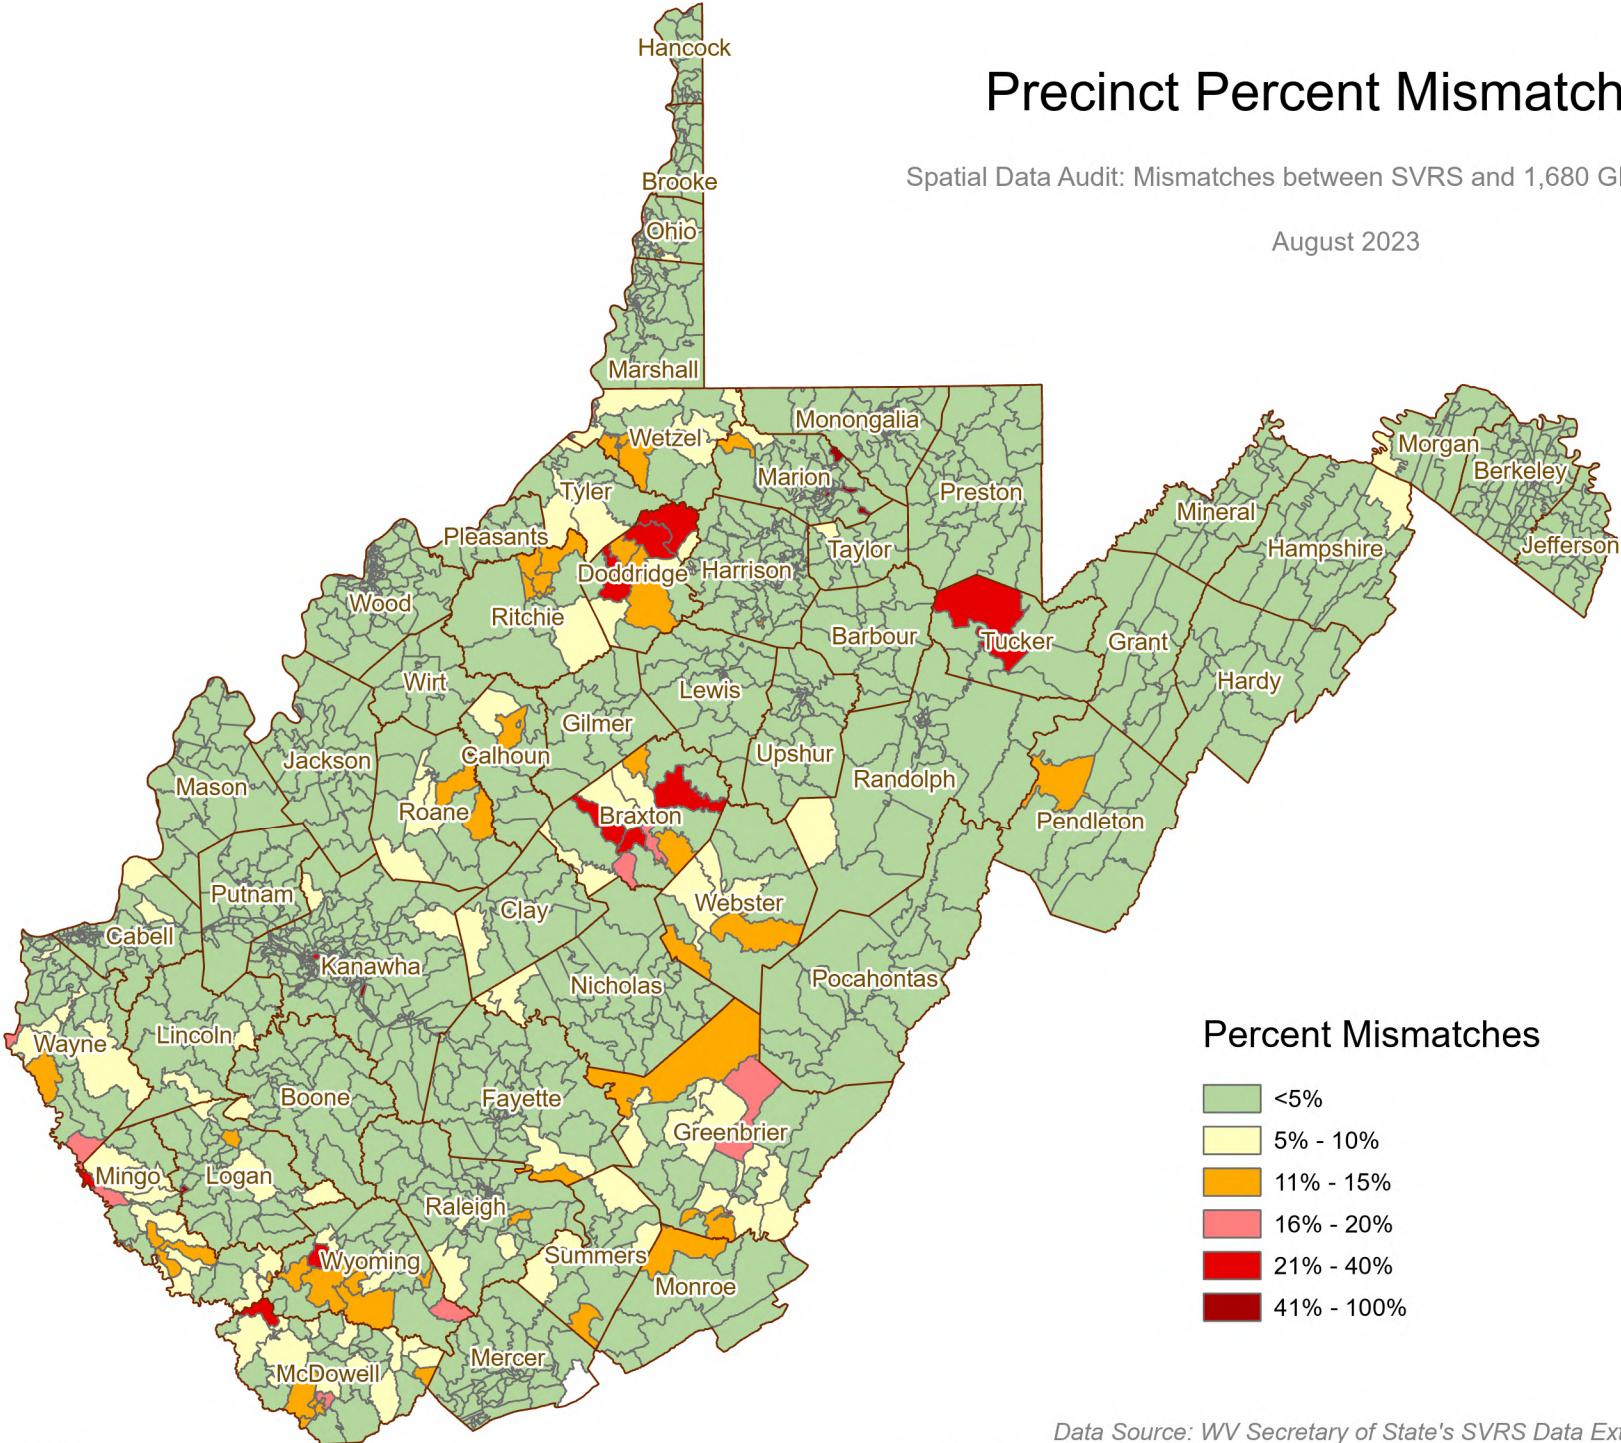 Precinct Percent Mismatch
Spatial Data Audit: Mismatches between SVRS and 1,680
August 2023
Hancock
Brooke
Ohio
Marshall
Wetzel
Monongalia
Marion
Preston
Morgan
Berkeley
Jefferson
Mineral
Hampshire
Tyler
Pleasants
Taylor
Doddridge
Harrison
Wood
Ritchie
Barbour
Tucker
Grant
Hardy
Wirt
Lewis
Gilmer
Calhoun
Upshur
Jackson
Randolph
Mason
Roane
Braxton
Pendleton
Putnam
Clay
Webster
Cabell
Kanawha
Nicholas
Pocahontas
Wayne
Lincoln
Boone
Fayette
Greenbrier
Mingo
Logan
Raleigh
Wyoming
Summers
Monroe
Mercer
McDowell
Percent Mismatches
<5%
5% - 10%
11% - 15%
16% - 20%
21% - 40%
41% - 100%
Data Source: WV Secretary of State's SVRS Data